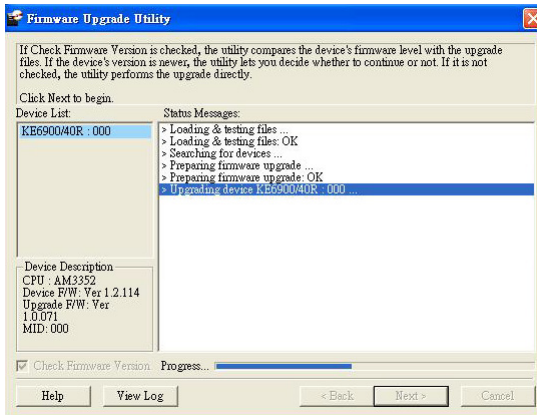 Firmware Upgrade Utility
If Check Firmware Version is checked, the utility compares the device's firmware level with the upgrade
files. If the device's version is newer, the utility lets you decide whether to continue or not. If it is not
checked, the utility performs the upgrade directly.
Click Next to begin.
Device List:
KE6900/40R : 000
Status Messages:
> Loading & testing files ...
> Loading & testing files: OK
> Searching for devices ...
> Preparing firmware upgrade ...
> Preparing firmware upgrade: OK
> Upgrading device KE6900/40R : 000 ...
Device Description
CPU : AM3352
Device F/W: Ver 1.2.114
Upgrade F/W: Ver
1.0.071
MID: 000
Check Firmware Version
Progress...
Help
View Log
< Back
Next >
Cancel